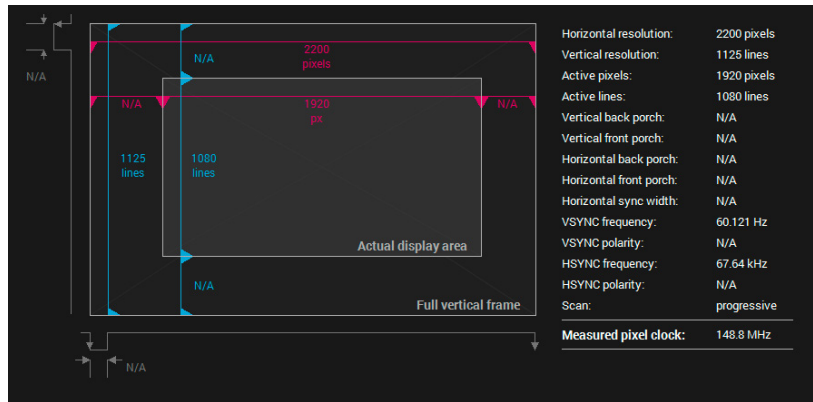 N/A
2200
pixels
N/A
N/A
1920
px
N/A
1125
lines
1080
lines
Actual display area
N/A
Full vertical frame
N/A
Horizontal resolution: 2200 pixels
Vertical resolution: 1125 lines
Active pixels: 1920 pixels
Active lines: 1080 lines
Vertical back porch: N/A
Vertical front porch: N/A
Horizontal back porch: N/A
Horizontal front porch: N/A
Horizontal sync width: N/A
VSYNC frequency: 60.121 Hz
VSYNC polarity: N/A
HSYNC frequency: 67.64 kHz
HSYNC polarity: N/A
Scan: progressive
Measured pixel clock: 148.8 MHz